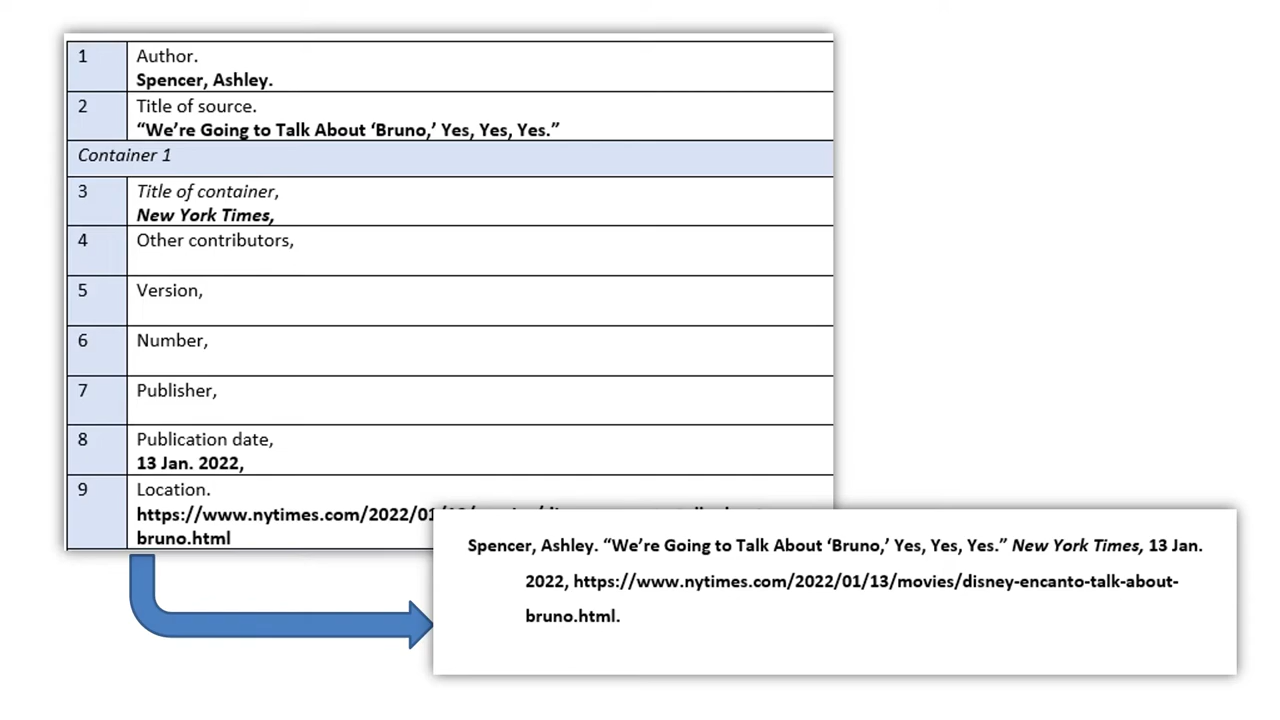 1 Author.
Spencer, Ashley.
2 Title of source.
“We’re Going to Talk About ‘Bruno,’ Yes, Yes, Yes.”
Container 1
3 Title of container,
New York Times,
4 Other contributors,
5 Version,
6 Number,
7 Publisher,
8 Publication date,
13 Jan. 2022,
9 Location.
https://www.nytimes.com/2022/01
bruno.html
Spencer, Ashley. “We’re Going to Talk About ‘Bruno,’ Yes, Yes, Yes.” New York Times, 13 Jan.
2022, https://www.nytimes.com/2022/01/13/movies/disney-encanto-talk-about-
bruno.html.